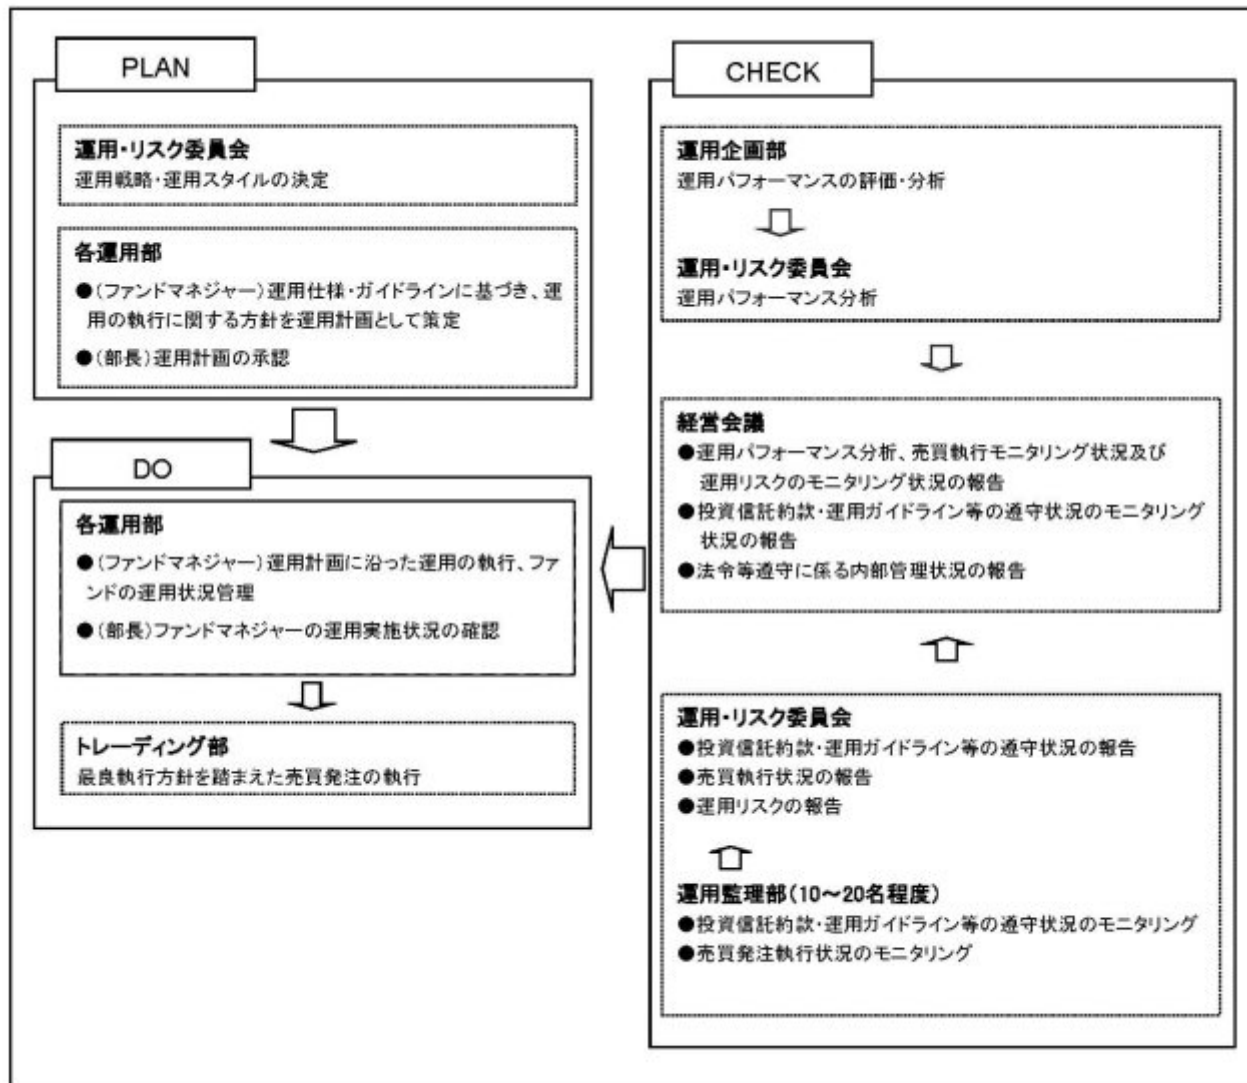 PLAN
運用・リスク委員会
運用戦略・運用スタイルの決定
各運用部
●(ファンドマネジャー)運用仕様・ガイドラインに基づき、運
用の執行に関する方針を運用計画として策定
●(部長)運用計画の承認
DO
各運用部
●(ファンドマネジャー)運用計画に沿った運用の執行、ファ
ンドの運用状況管理
●(部長)ファンドマネジャーの運用実施状況の確認
トレーディング部
最良執行方針を踏まえた売買発注の執行
CHECK
運用企画部
運用パフォーマンスの評価・分析
運用・リスク委員会
運用パフォーマンス分析
経営会議
●運用パフォーマンス分析、売買執行モニタリング状況及び
運用リスクのモニタリング状況の報告
●投資信託約款・運用ガイドライン等の遵守状況のモニタリング
状況の報告
●法令等遵守に係る内部管理状況の報告
運用・リスク委員会
●投資信託約款・運用ガイドライン等の遵守状況の報告
●売買執行状況の報告
●運用リスクの報告
運用監理部(10～20名程度)
●投資信託約款・運用ガイドライン等の遵守状況のモニタリング
●売買発注執行状況のモニタリング